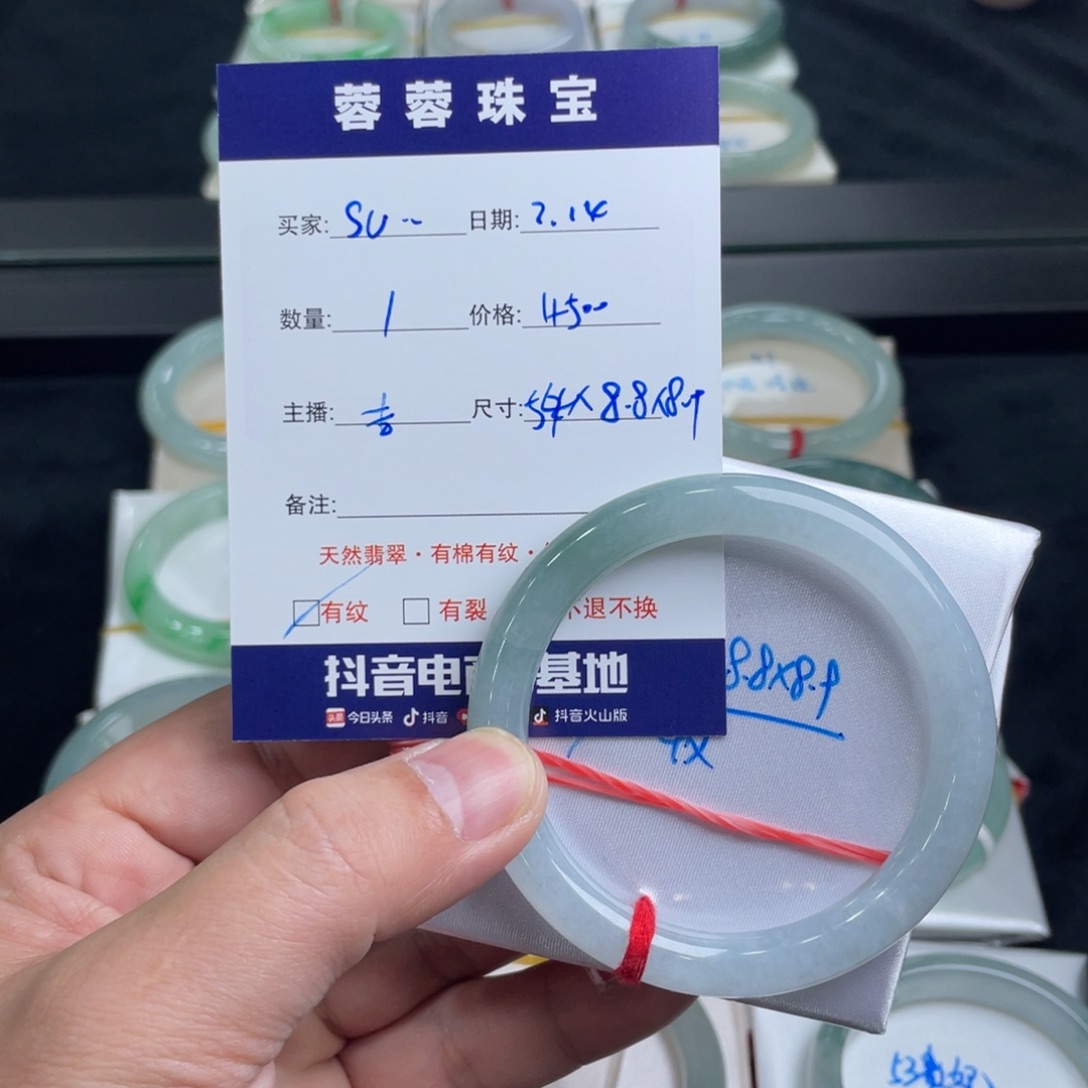 蓉蓉珠宝
买家: SU 日期: 7.14
数量: 1 价格: 4500
主播: 吉 尺寸: 54X8.8X8.9
备注:
天然翡翠·有棉有纹·
有纹 有裂 不退不换
抖音电商基地
今日头条 抖音 抖音火山版
8.8X8.9